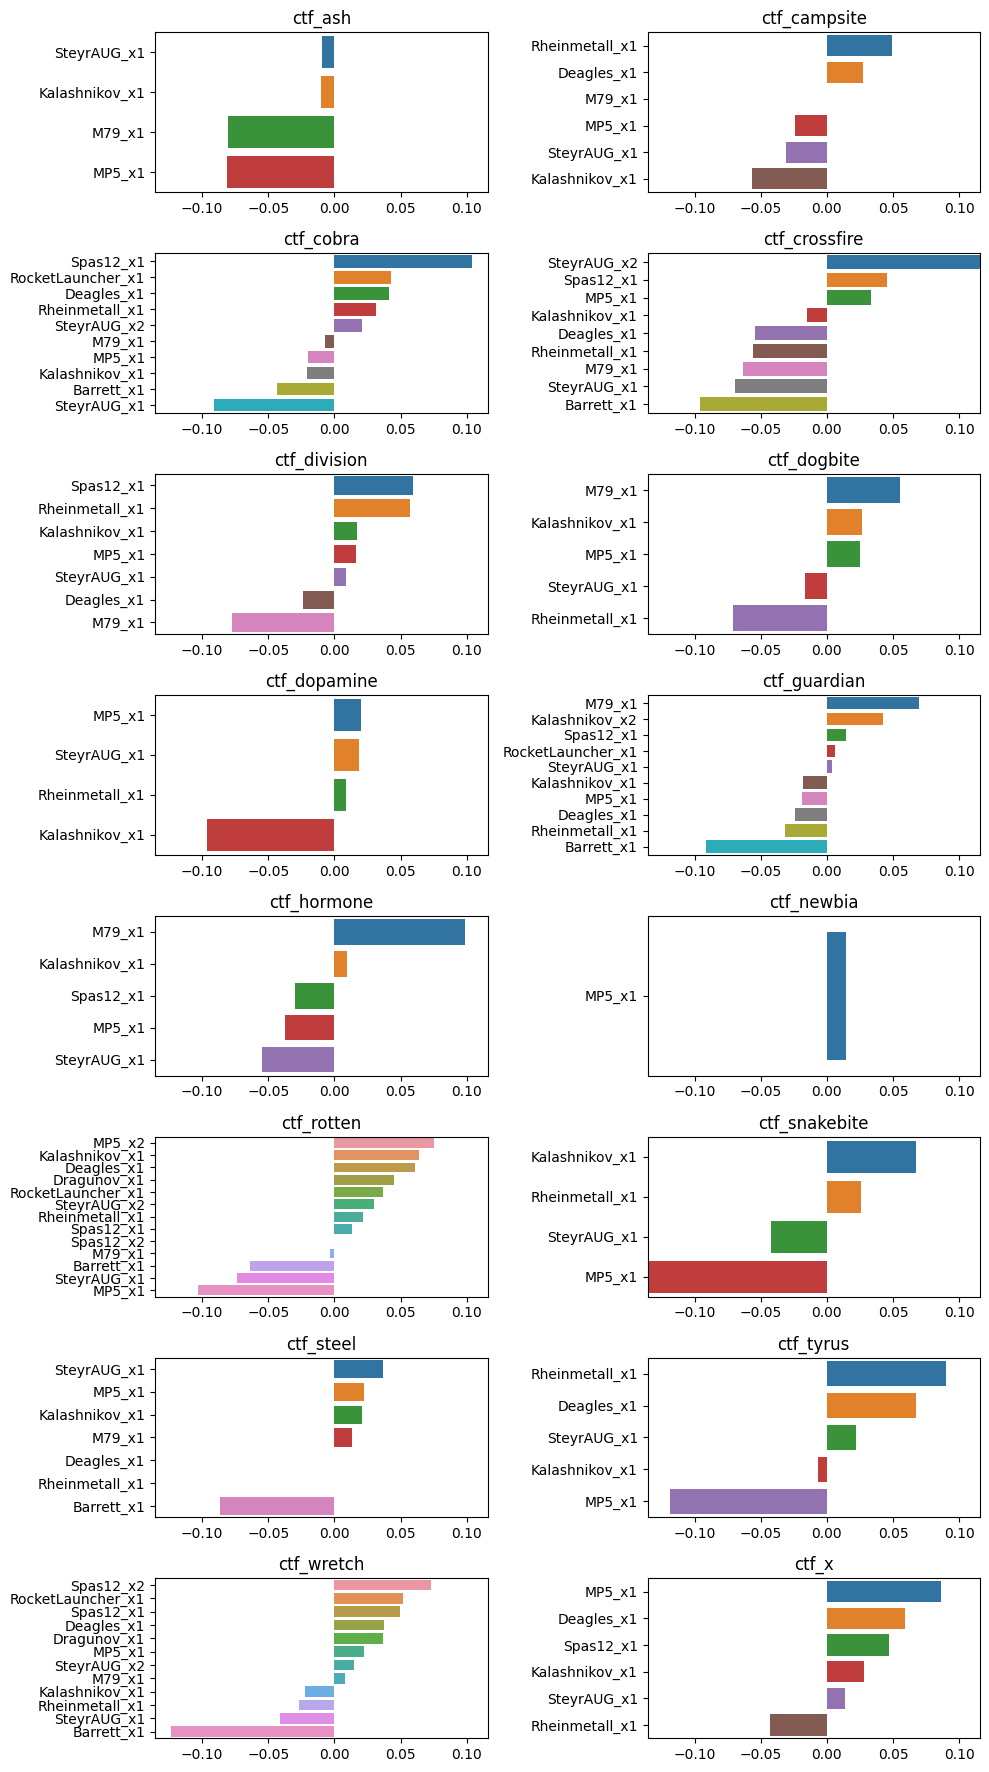 ctf_ash
SteyrAUG_x1
Kalashnikov_x1
M79_x1
MP5_x1
−0.10 −0.05 0.00 0.05 0.10
ctf_campsite
Rheinmetall_x1
Deagles_x1
M79_x1
MP5_x1
SteyrAUG_x1
Kalashnikov_x1
−0.10 −0.05 0.00 0.05 0.10
ctf_cobra
Spas12_x1
RocketLauncher_x1
Deagles_x1
Rheinmetall_x1
SteyrAUG_x2
M79_x1
MP5_x1
Kalashnikov_x1
Barrett_x1
SteyrAUG_x1
−0.10 −0.05 0.00 0.05 0.10
ctf_crossfire
SteyrAUG_x2
Spas12_x1
MP5_x1
Kalashnikov_x1
Deagles_x1
Rheinmetall_x1
M79_x1
SteyrAUG_x1
Barrett_x1
−0.10 −0.05 0.00 0.05 0.10
ctf_division
Spas12_x1
Rheinmetall_x1
Kalashnikov_x1
MP5_x1
SteyrAUG_x1
Deagles_x1
M79_x1
−0.10 −0.05 0.00 0.05 0.10
ctf_dogbite
M79_x1
Kalashnikov_x1
MP5_x1
SteyrAUG_x1
Rheinmetall_x1
−0.10 −0.05 0.00 0.05 0.10
ctf_dopamine
MP5_x1
SteyrAUG_x1
Rheinmetall_x1
Kalashnikov_x1
−0.10 −0.05 0.00 0.05 0.10
ctf_guardian
M79_x1
Kalashnikov_x2
Spas12_x1
RocketLauncher_x1
SteyrAUG_x1
Kalashnikov_x1
MP5_x1
Deagles_x1
Rheinmetall_x1
Barrett_x1
−0.10 −0.05 0.00 0.05 0.10
ctf_hormone
M79_x1
Kalashnikov_x1
Spas12_x1
MP5_x1
SteyrAUG_x1
−0.10 −0.05 0.00 0.05 0.10
ctf_newbia
MP5_x1
−0.10 −0.05 0.00 0.05 0.10
ctf_rotten
MP5_x2
Kalashnikov_x1
Deagles_x1
Dragunov_x1
RocketLauncher_x1
SteyrAUG_x2
Rheinmetall_x1
Spas12_x1
Spas12_x2
M79_x1
Barrett_x1
SteyrAUG_x1
MP5_x1
−0.10 −0.05 0.00 0.05 0.10
ctf_snakebite
Kalashnikov_x1
Rheinmetall_x1
SteyrAUG_x1
MP5_x1
−0.10 −0.05 0.00 0.05 0.10
ctf_steel
SteyrAUG_x1
MP5_x1
Kalashnikov_x1
M79_x1
Deagles_x1
Rheinmetall_x1
Barrett_x1
−0.10 −0.05 0.00 0.05 0.10
ctf_tyrus
Rheinmetall_x1
Deagles_x1
SteyrAUG_x1
Kalashnikov_x1
MP5_x1
−0.10 −0.05 0.00 0.05 0.10
ctf_wretch
Spas12_x2
RocketLauncher_x1
Spas12_x1
Deagles_x1
Dragunov_x1
MP5_x1
SteyrAUG_x2
M79_x1
Kalashnikov_x1
Rheinmetall_x1
SteyrAUG_x1
Barrett_x1
−0.10 −0.05 0.00 0.05 0.10
ctf_x
MP5_x1
Deagles_x1
Spas12_x1
Kalashnikov_x1
SteyrAUG_x1
Rheinmetall_x1
−0.10 −0.05 0.00 0.05 0.10